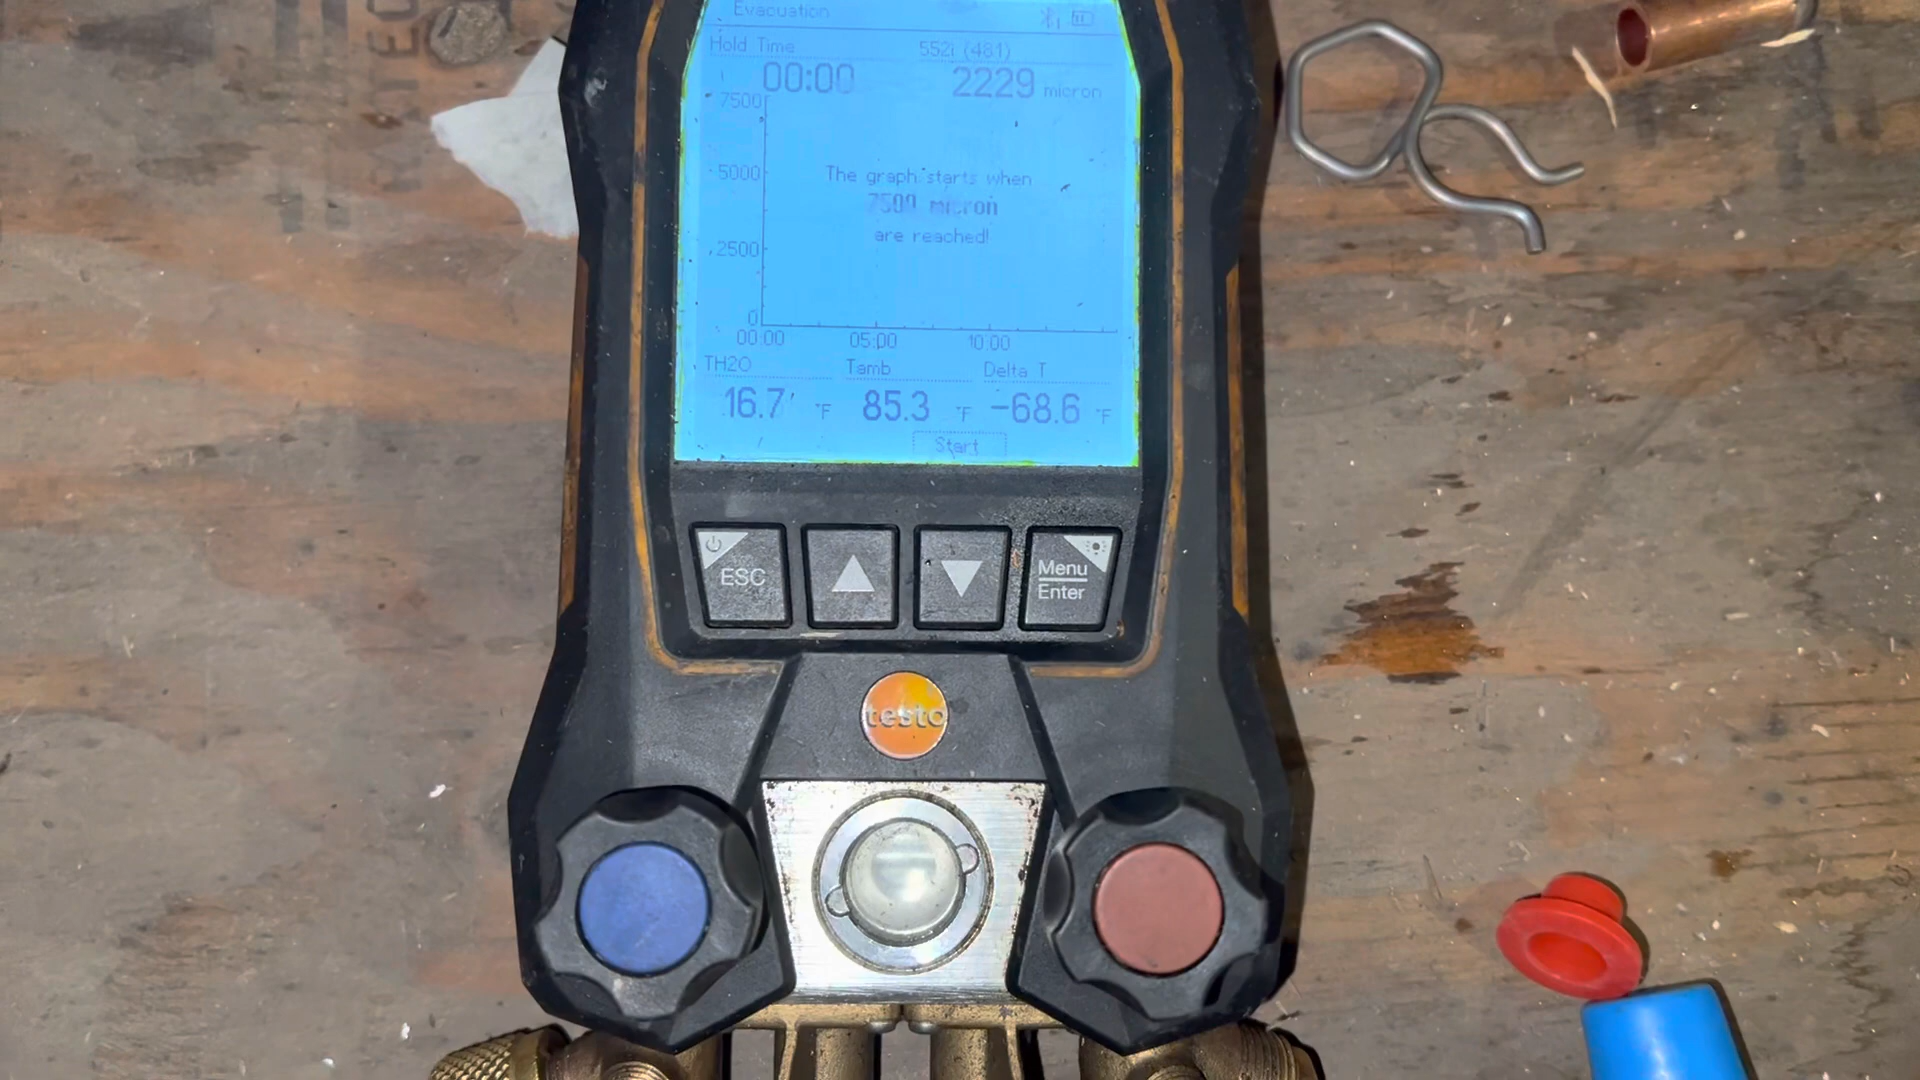 Evacuation
Hold Time 552i (481)
00:00 2229 micron
7500
5000
The graph starts when
7500 micron
are reached!
2500
0
00:00 05:00 10:00
TH2O Tamb Delta T
16.7 °F 85.3 °F -68.6 °F
Start
ESC
Menu
Enter
testo